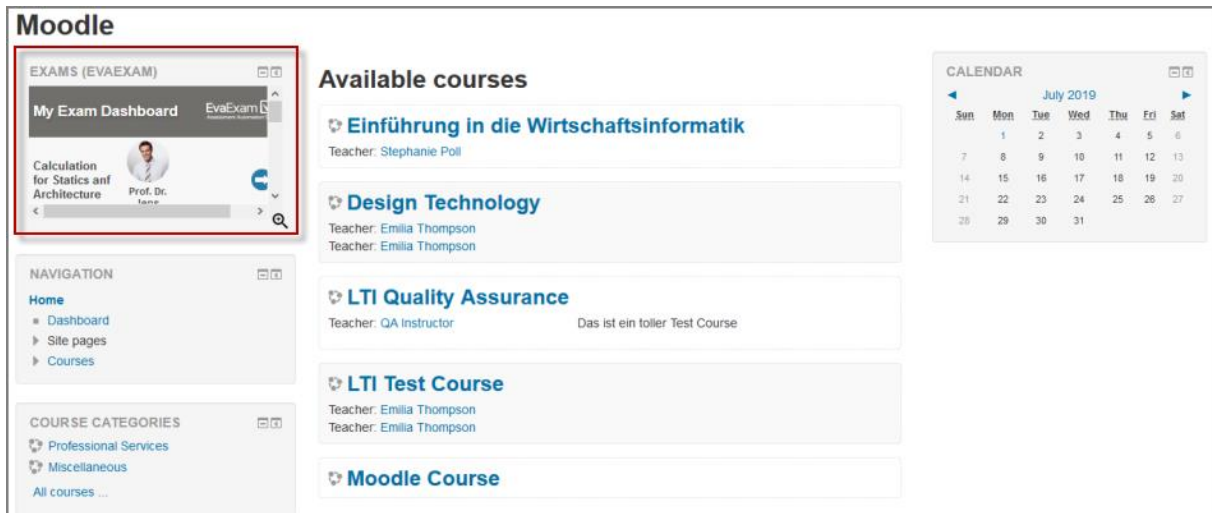 Moodle
EXAMS (EVAEXAM)
My Exam Dashboard
EvaExam
Calculation
for Statics anf
Architecture
Prof. Dr.
NAVIGATION
Home
Dashboard
Site pages
Courses
COURSE CATEGORIES
Professional Services
Miscellaneous
All courses ...
Available courses
Einführung in die Wirtschaftsinformatik
Teacher: Stephanie Poll
Design Technology
Teacher: Emilia Thompson
Teacher: Emilia Thompson
LTI Quality Assurance
Teacher: QA Instructor Das ist ein toller Test Course
LTI Test Course
Teacher: Emilia Thompson
Teacher: Emilia Thompson
Moodle Course
CALENDAR
July 2019
Sun Mon Tue Wed Thu Fri Sat
1 2 3 4 5 6
7 8 9 10 11 12 13
14 15 16 17 18 19 20
21 22 23 24 25 26 27
28 29 30 31